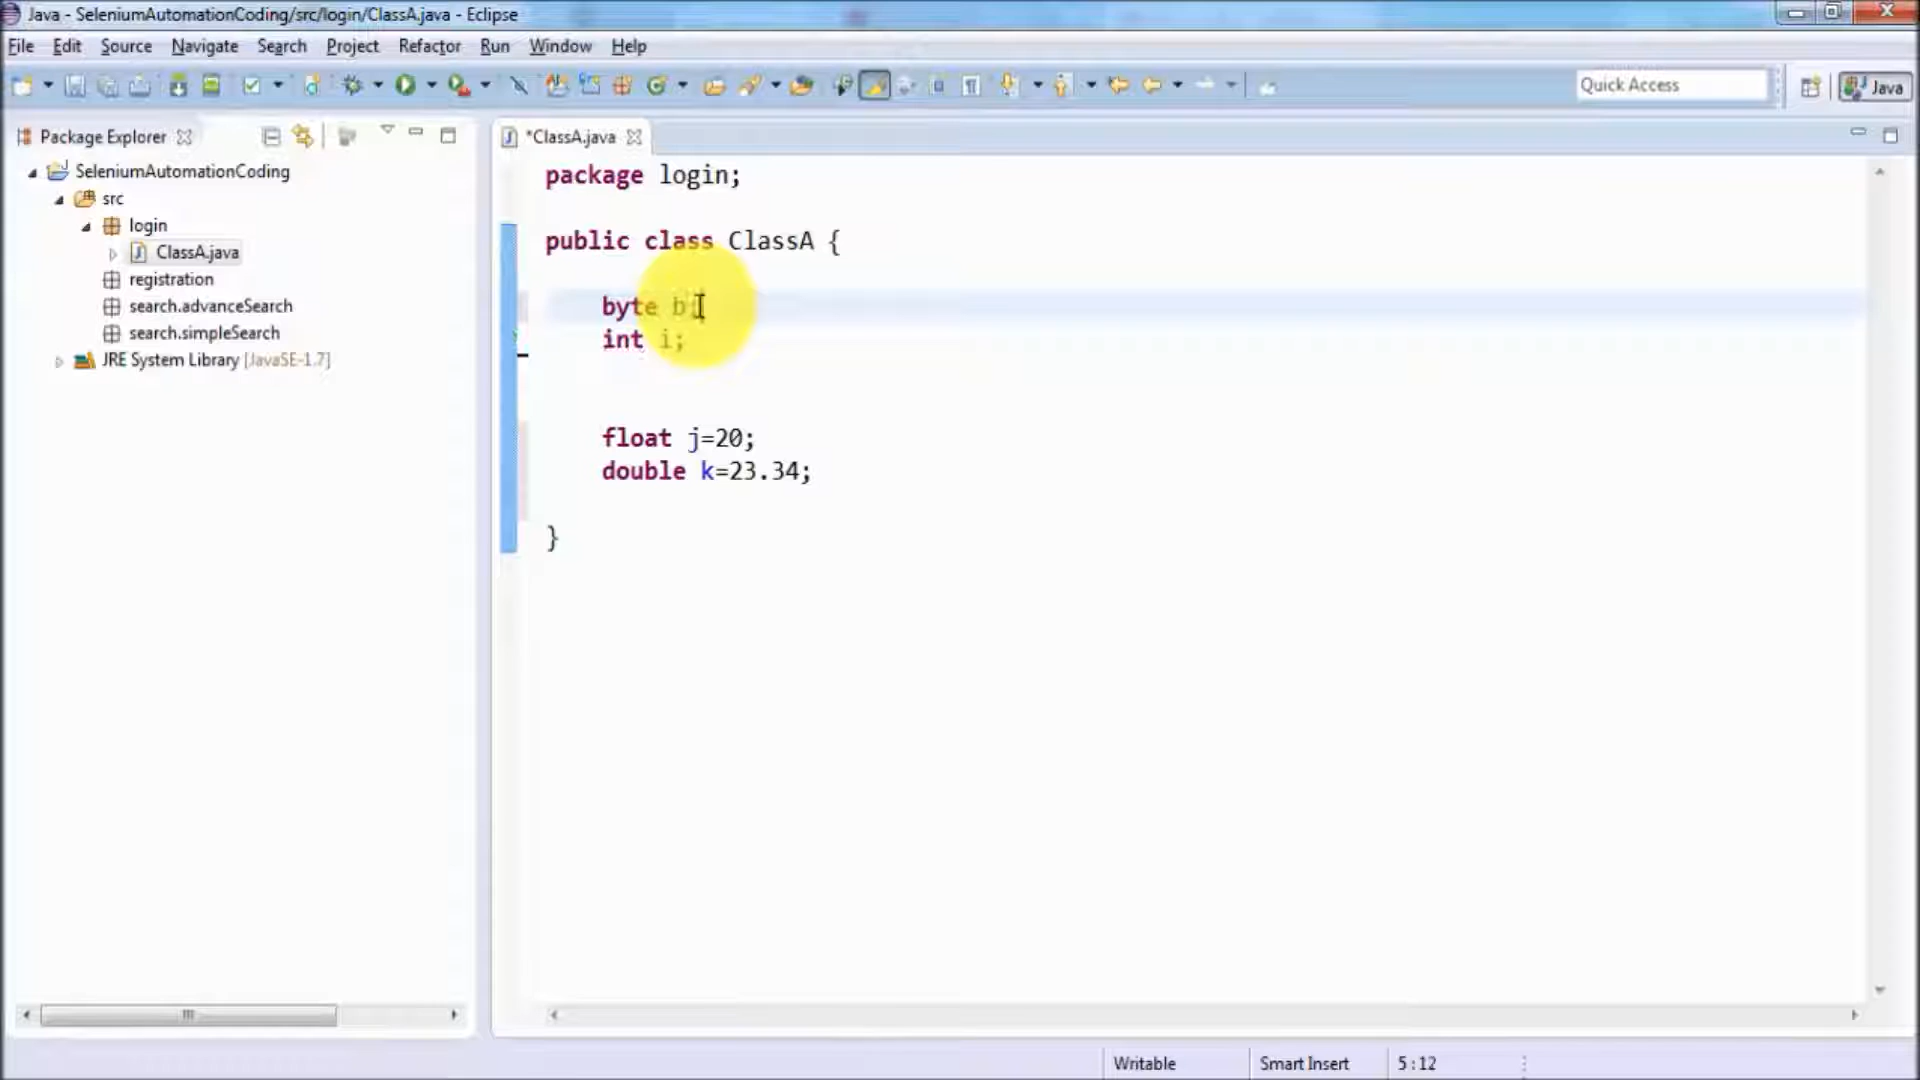 Java - SeleniumAutomationCoding/src/login/ClassA.java - Eclipse
File Edit Source Navigate Search Project Refactor Run Window Help
Quick Access
Java
Package Explorer
*ClassA.java
SeleniumAutomationCoding
src
login
ClassA.java
registration
search.advanceSearch
search.simpleSearch
JRE System Library [JavaSE-1.7]
package login;
public class ClassA {
byte b;
int i;
float j=20;
double k=23.34;
}
Writable
Smart Insert
5 : 12